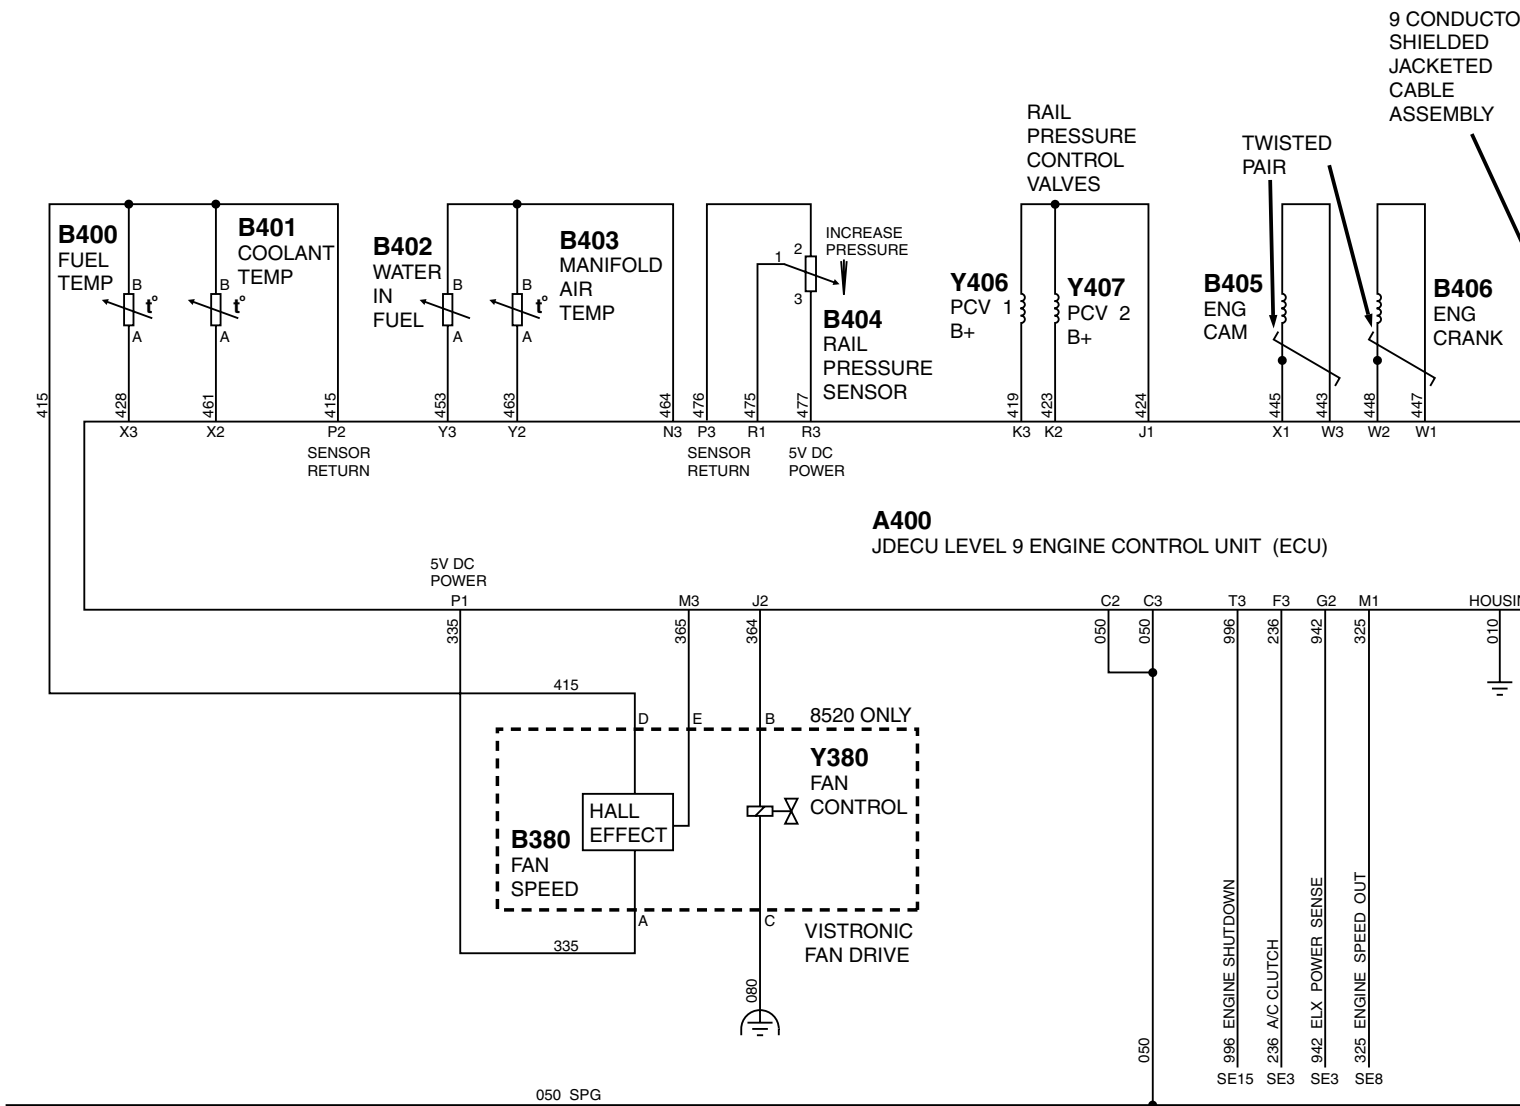 9 CONDUCTO
SHIELDED
JACKETED
CABLE
ASSEMBLY
RAIL
PRESSURE
CONTROL
VALVES
TWISTED
PAIR
B400
FUEL
TEMP
B
A
t°
B401
COOLANT
TEMP
B
A
t°
B402
WATER
IN
FUEL
B
A
B403
MANIFOLD
AIR
TEMP
B
A
t°
INCREASE
PRESSURE
1
2
3
B404
RAIL
PRESSURE
SENSOR
Y406
PCV 1
B+
Y407
PCV 2
B+
B405
ENG
CAM
B406
ENG
CRANK
415
428
461
415
453
463
464
476
475
477
419
423
424
445
443
448
447
X3 X2 P2 Y3 Y2 N3 P3 R1 R3 K3 K2 J1 X1 W3 W2 W1
SENSOR
RETURN
SENSOR
RETURN
5V DC
POWER
A400
JDECU LEVEL 9 ENGINE CONTROL UNIT (ECU)
5V DC
POWER
P1 M3 J2 C2 C3 T3 F3 G2 M1 HOUSIN
335
365
364
050
050
996
236
942
325
010
415
D
E
B
8520 ONLY
Y380
FAN
CONTROL
HALL
EFFECT
B380
FAN
SPEED
A
C
VISTRONIC
FAN DRIVE
335
080
050
996 ENGINE SHUTDOWN
236 A/C CLUTCH
942 ELX POWER SENSE
325 ENGINE SPEED OUT
SE15 SE3 SE3 SE8
050 SPG